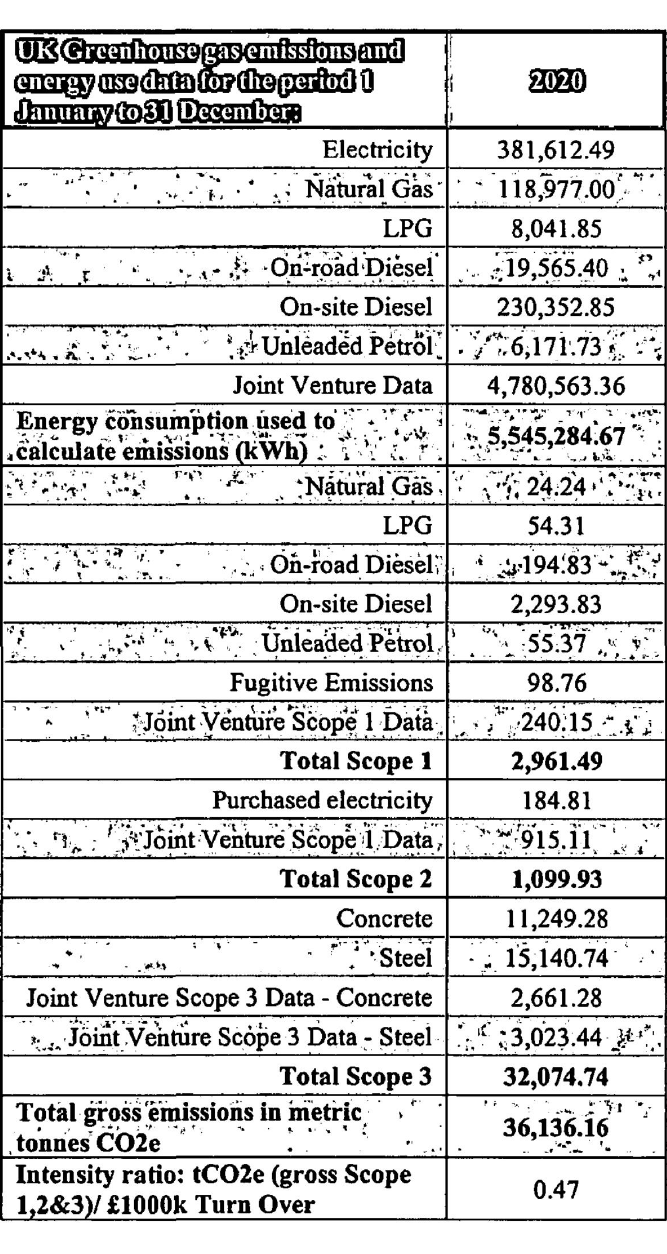 UK Greenhouse gas emissions and
energy use data for the period 1
January to 31 December:
2020
Electricity 381,612.49
Natural Gas 118,977.00
LPG 8,041.85
On-road Diesel 19,565.40
On-site Diesel 230,352.85
Unleaded Petrol 6,171.73
Joint Venture Data 4,780,563.36
Energy consumption used to
calculate emissions (kWh) 5,545,284.67
Natural Gas 24.24
LPG 54.31
On-road Diesel 194.83
On-site Diesel 2,293.83
Unleaded Petrol 55.37
Fugitive Emissions 98.76
Joint Venture Scope 1 Data 240.15
Total Scope 1 2,961.49
Purchased electricity 184.81
Joint Venture Scope 1 Data 915.11
Total Scope 2 1,099.93
Concrete 11,249.28
Steel 15,140.74
Joint Venture Scope 3 Data - Concrete 2,661.28
Joint Venture Scope 3 Data - Steel 3,023.44
Total Scope 3 32,074.74
Total gross emissions in metric
tonnes CO2e 36,136.16
Intensity ratio: tCO2e (gross Scope
1,2&3)/ £1000k Turn Over 0.47